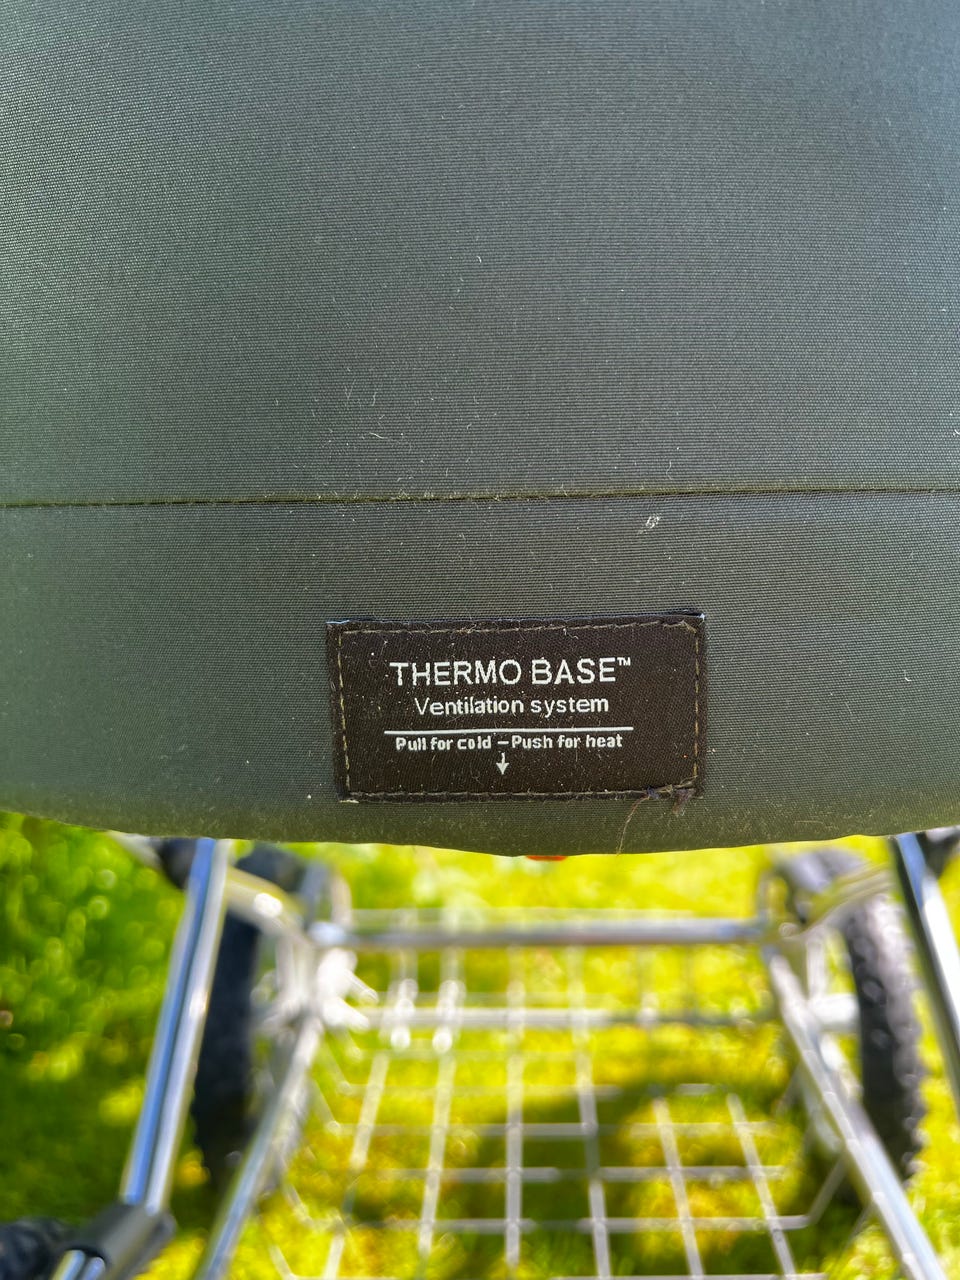 THERMO BASE™
Ventilation system
Pull for cold – Push for heat